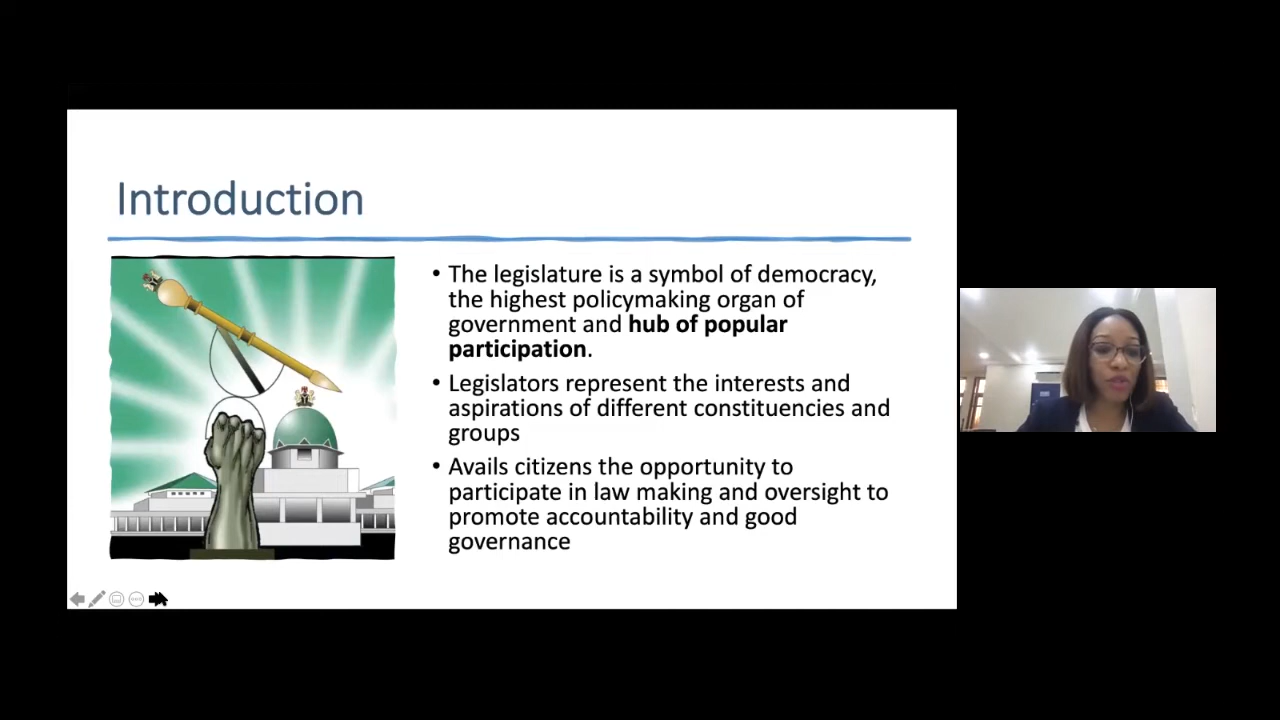 Introduction
• The legislature is a symbol of democracy,
the highest policymaking organ of
government and hub of popular
participation.
• Legislators represent the interests and
aspirations of different constituencies and
groups
• Avails citizens the opportunity to
participate in law making and oversight to
promote accountability and good
governance